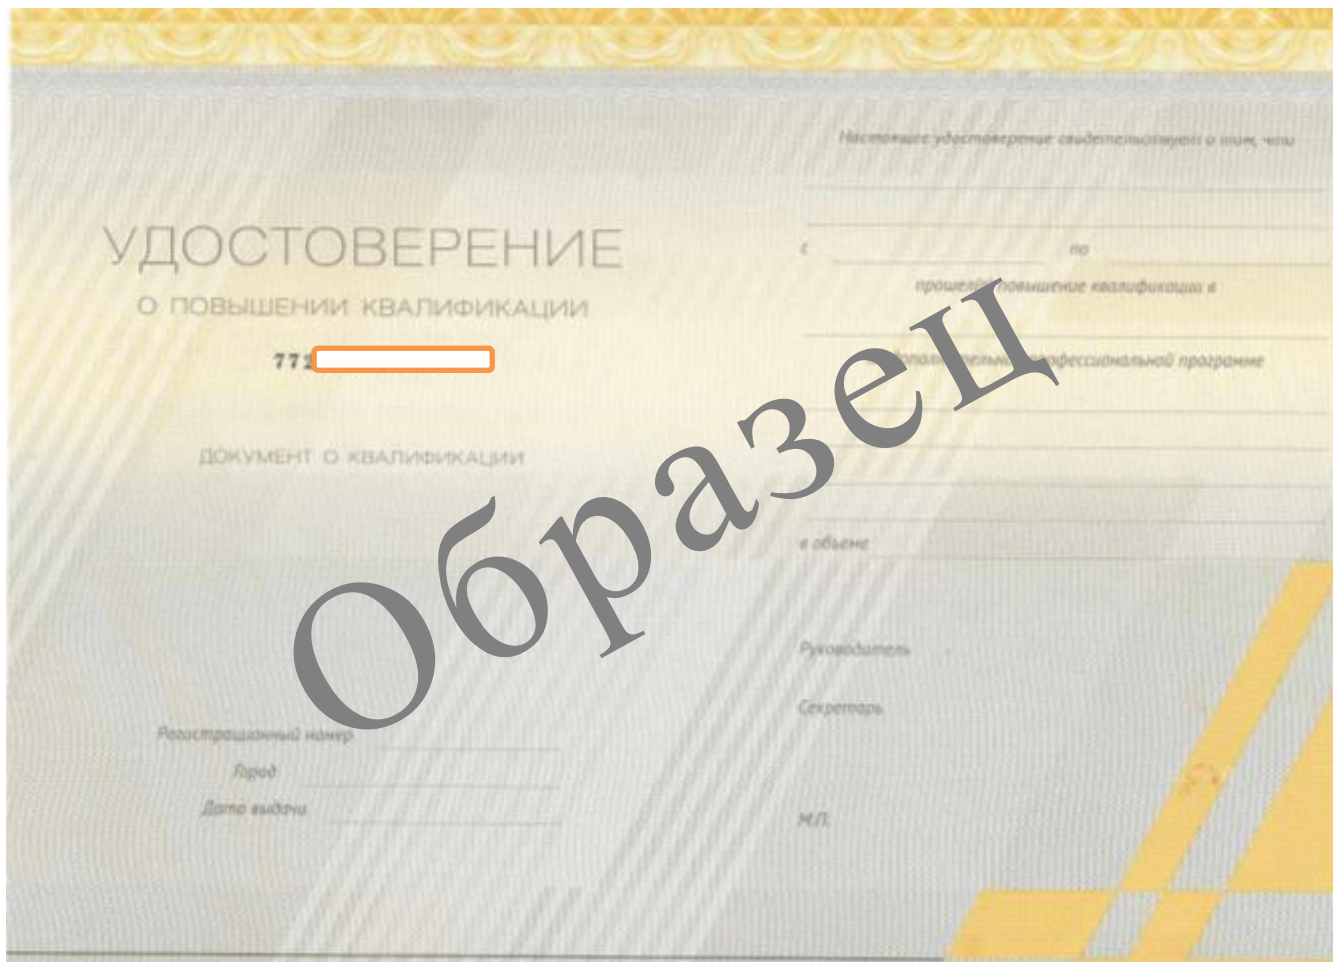 УДОСТОВЕРЕНИЕ
О ПОВЫШЕНИИ КВАЛИФИКАЦИИ
772
ДОКУМЕНТ О КВАЛИФИКАЦИИ
Регистрационный номер
Город
Дата выдачи
Настоящее удостоверение свидетельствует о том, что
с по
прошел(а) повышение квалификации в
дополнительной профессиональной программе
в объеме
Руководитель
Секретарь
М.П.
Образец